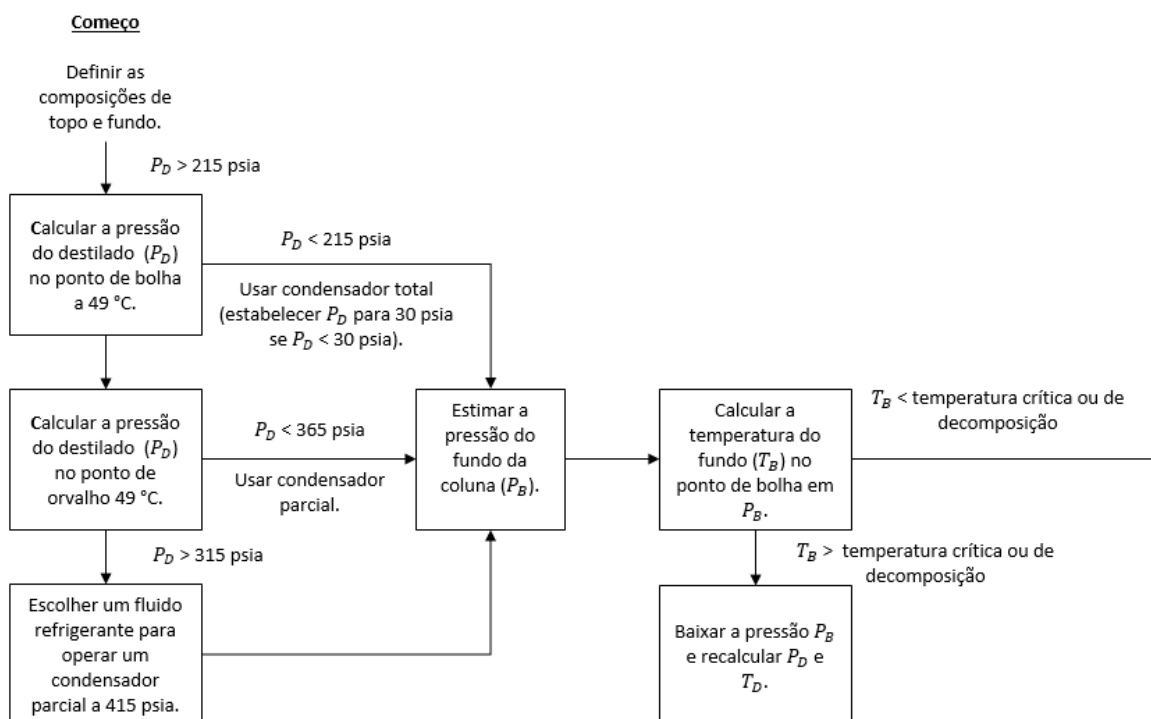 Começo
Definir as
composições de
topo e fundo.
P_D > 215 psia
Calcular a pressão
do destilado (P_D)
no ponto de bolha
a 49 °C.
P_D < 215 psia
Usar condensador total
(estabelecer P_D para 30 psia
se P_D < 30 psia).
Calcular a pressão
do destilado (P_D)
no ponto de
orvalho 49 °C.
P_D < 365 psia
Usar condensador
parcial.
P_D > 315 psia
Escolher um fluido
refrigerante para
operar um
condensador
parcial a 415 psia.
Estimar a
pressão do
fundo da
coluna (P_B).
Calcular a
temperatura do
fundo (T_B) no
ponto de bolha em
P_B.
T_B < temperatura crítica ou de
decomposição
T_B > temperatura crítica ou de
decomposição
Baixar a pressão P_B
e recalcular P_D e
T_D.